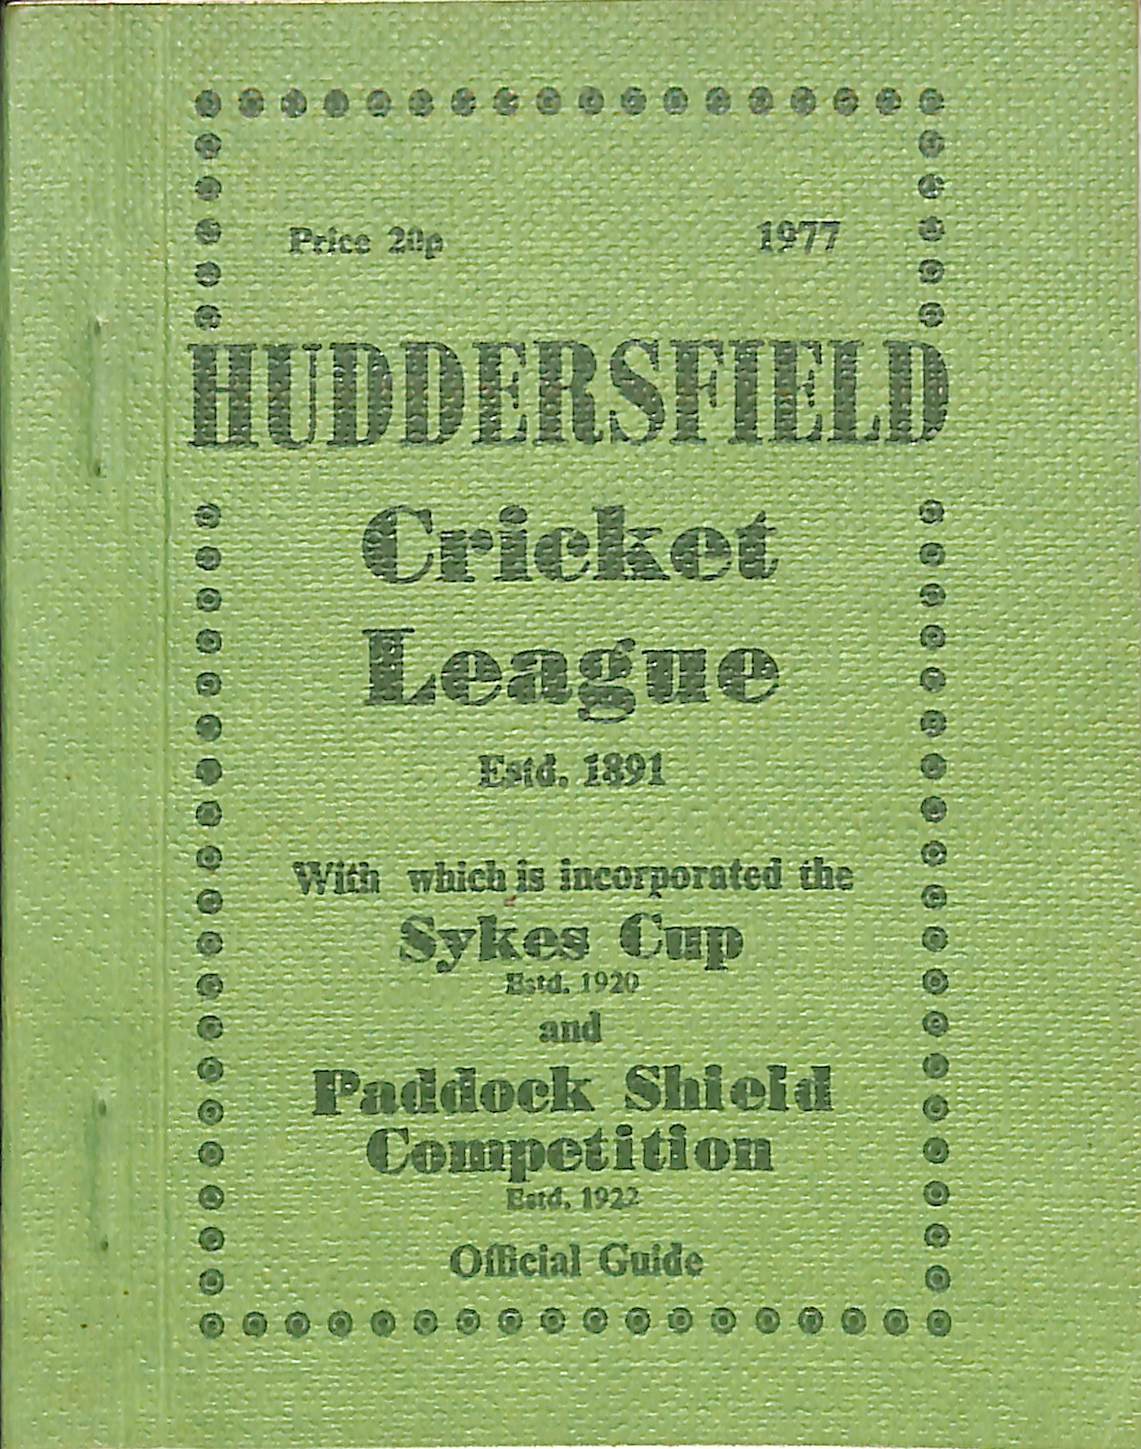 Price 20p 1977
HUDDERSFIELD
Cricket
League
Estd. 1891
With which is incorporated the
Sykes Cup
Estd. 1920
and
Paddock Shield
Competition
Estd. 1922
Official Guide